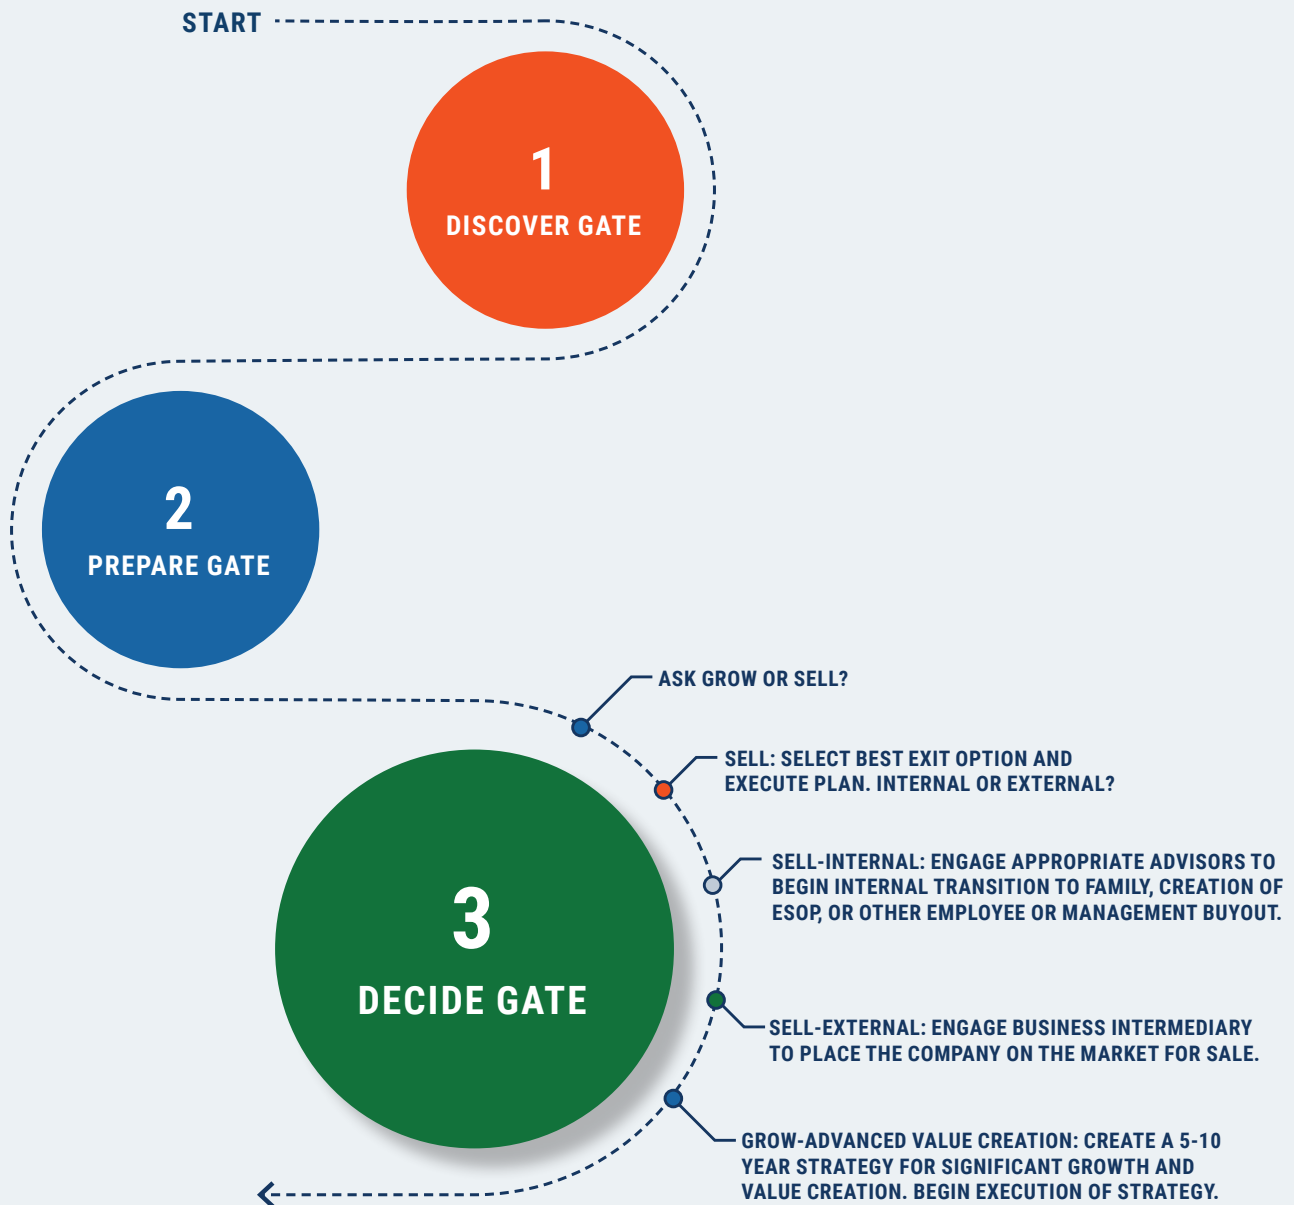 START
1
DISCOVER GATE
2
PREPARE GATE
ASK GROW OR SELL?
SELL: SELECT BEST EXIT OPTION AND
EXECUTE PLAN. INTERNAL OR EXTERNAL?
SELL-INTERNAL: ENGAGE APPROPRIATE ADVISORS TO
BEGIN INTERNAL TRANSITION TO FAMILY, CREATION OF
ESOP, OR OTHER EMPLOYEE OR MANAGEMENT BUYOUT.
3
DECIDE GATE
SELL-EXTERNAL: ENGAGE BUSINESS INTERMEDIARY
TO PLACE THE COMPANY ON THE MARKET FOR SALE.
GROW-ADVANCED VALUE CREATION: CREATE A 5-10
YEAR STRATEGY FOR SIGNIFICANT GROWTH AND
VALUE CREATION. BEGIN EXECUTION OF STRATEGY.